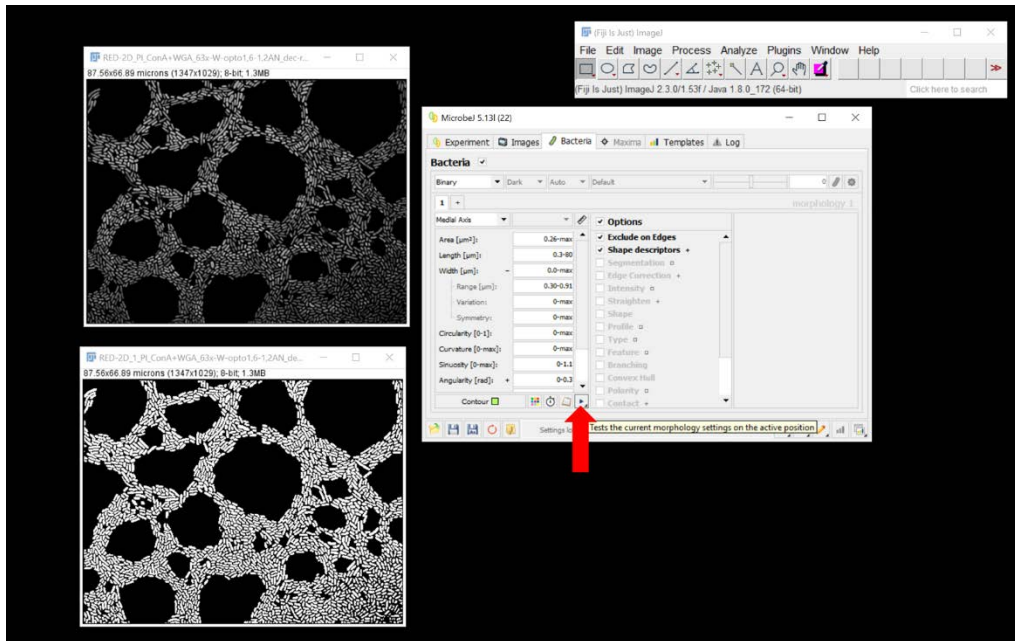 RED-2D_PI_ConA+WGA_63x-W-opto1,6-1,2AN_dec-r...
87.56x66.89 microns (1347x1029); 8-bit; 1.3MB
(Fiji Is Just) ImageJ
File Edit Image Process Analyze Plugins Window Help
(Fiji Is Just) ImageJ 2.3.0/1.53f / Java 1.8.0_172 (64-bit) Click here to search
MicrobeJ 5.13l (22)
Experiment Images Bacteria Maxima Templates Log
Bacteria
Binary Dark Auto Default 0
1 + morphology 1
Medial Axis Options
Area [µm²]: 0.26-max Exclude on Edges
Length [µm]: 0.3-80 Shape descriptors +
Width [µm]: - 0.0-max Segmentation
Range [µm]: 0.30-0.91 Edge Correction +
Variation: 0-max Intensity
Symmetry: 0-max Straighten +
Circularity [0-1]: 0-max Shape
Curvature [0-max]: 0-max Profile
Sinuosity [0-max]: 0-1.1 Type
Angularity [rad]: + 0-0.3 Feature
Branching
Convex Hull
Polarity
Contour Contact +
Settings lo
Tests the current morphology settings on the active position
RED-2D_1_PI_ConA+WGA_63x-W-opto1,6-1,2AN_de...
87.56x66.89 microns (1347x1029); 8-bit; 1.3MB